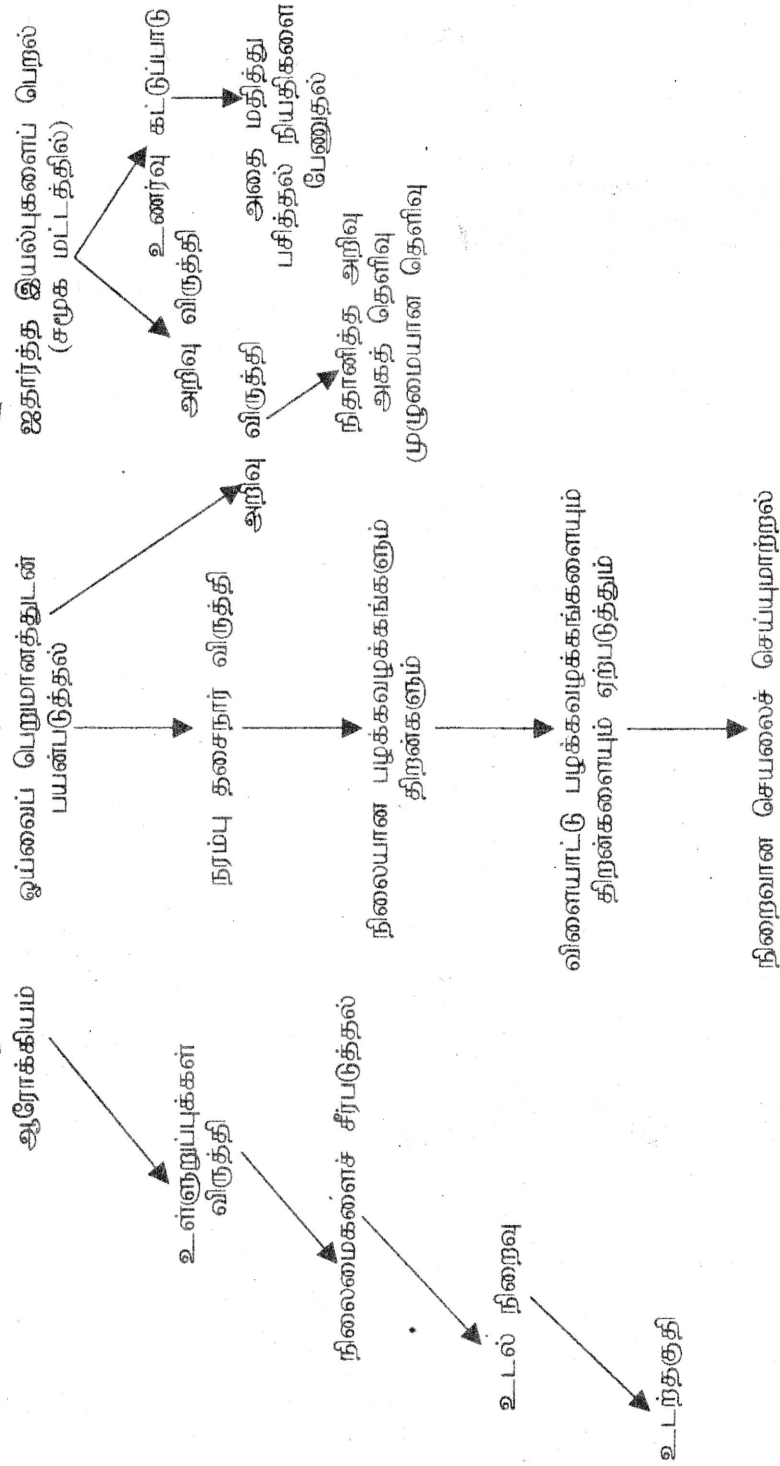 ஆரோக்கியம்
உள்ளுறுப்புக்கள்
விருத்தி
நிலைமைகளைச் சீர்படுத்தல்
உடல் நிறைவு
உடற்தகுதி
ஓய்வைப் பெறுமானத்துடன்
பயன்படுத்தல்
நரம்பு தசைநார் விருத்தி
நிலையான பழக்கவழக்கங்களும்
திறன்களும்
விளையாட்டு பழக்கவழக்கங்களையும்
திறன்களையும் ஏற்படுத்தும்
நிறைவான செயலைச் செய்யுமாற்றல்
அறிவு விருத்தி
நிதானித்த அறிவு
அகத் தெளிவு
முழுமையான தெளிவு
ஐதார்த்த இயல்புகளைப் பெறல்
(சமூக மட்டத்தில்)
அறிவு விருத்தி
உணர்வு கட்டுப்பாடு
அதை மதித்து
பசித்தல் நியதிகளை
பேணுதல்